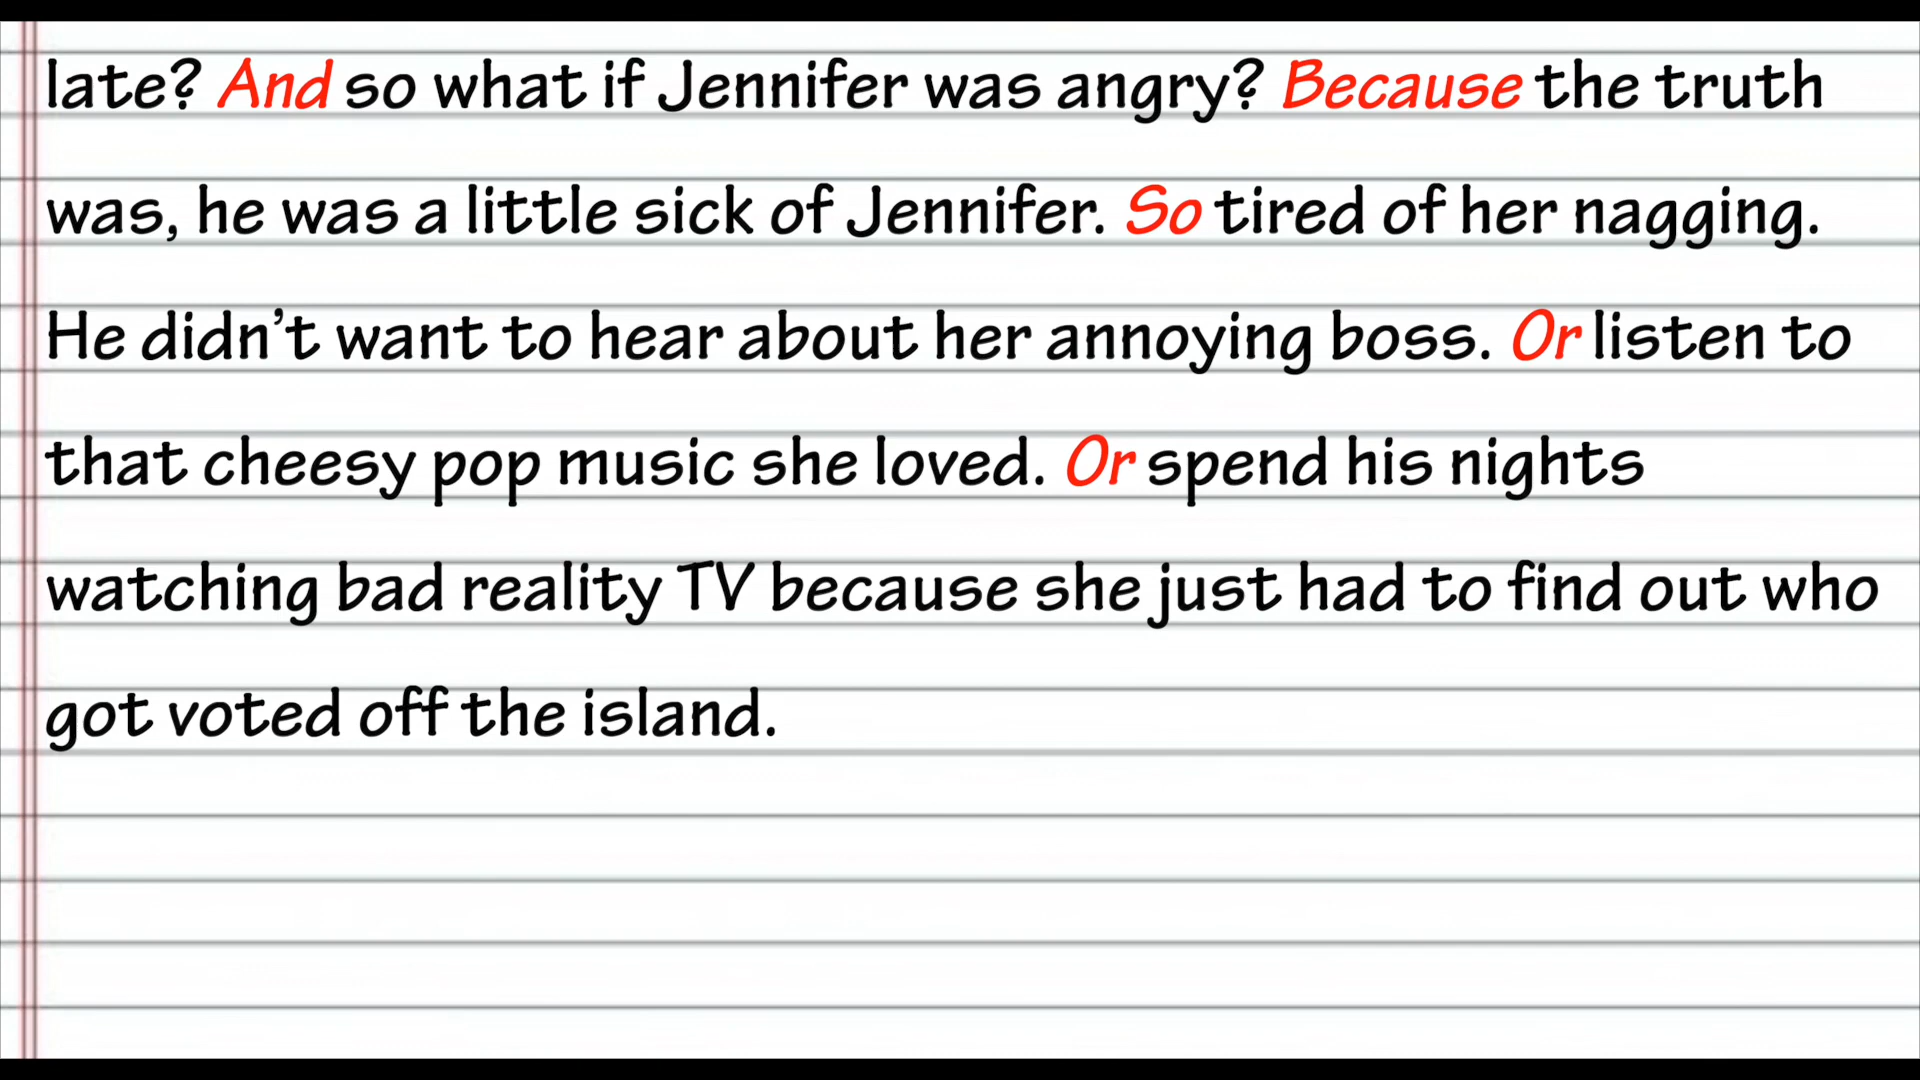 late? And so what if Jennifer was angry? Because the truth
was, he was a little sick of Jennifer. So tired of her nagging.
He didn't want to hear about her annoying boss. Or listen to
that cheesy pop music she loved. Or spend his nights
watching bad reality TV because she just had to find out who
got voted off the island.